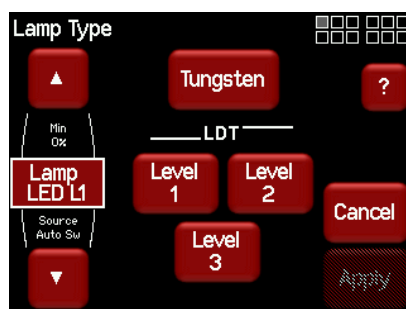 Lamp Type
Tungsten
?
Min
0%
LDT
Lamp
LED L1
Level
1
Level
2
Source
Auto Sw
Cancel
Level
3
Apply